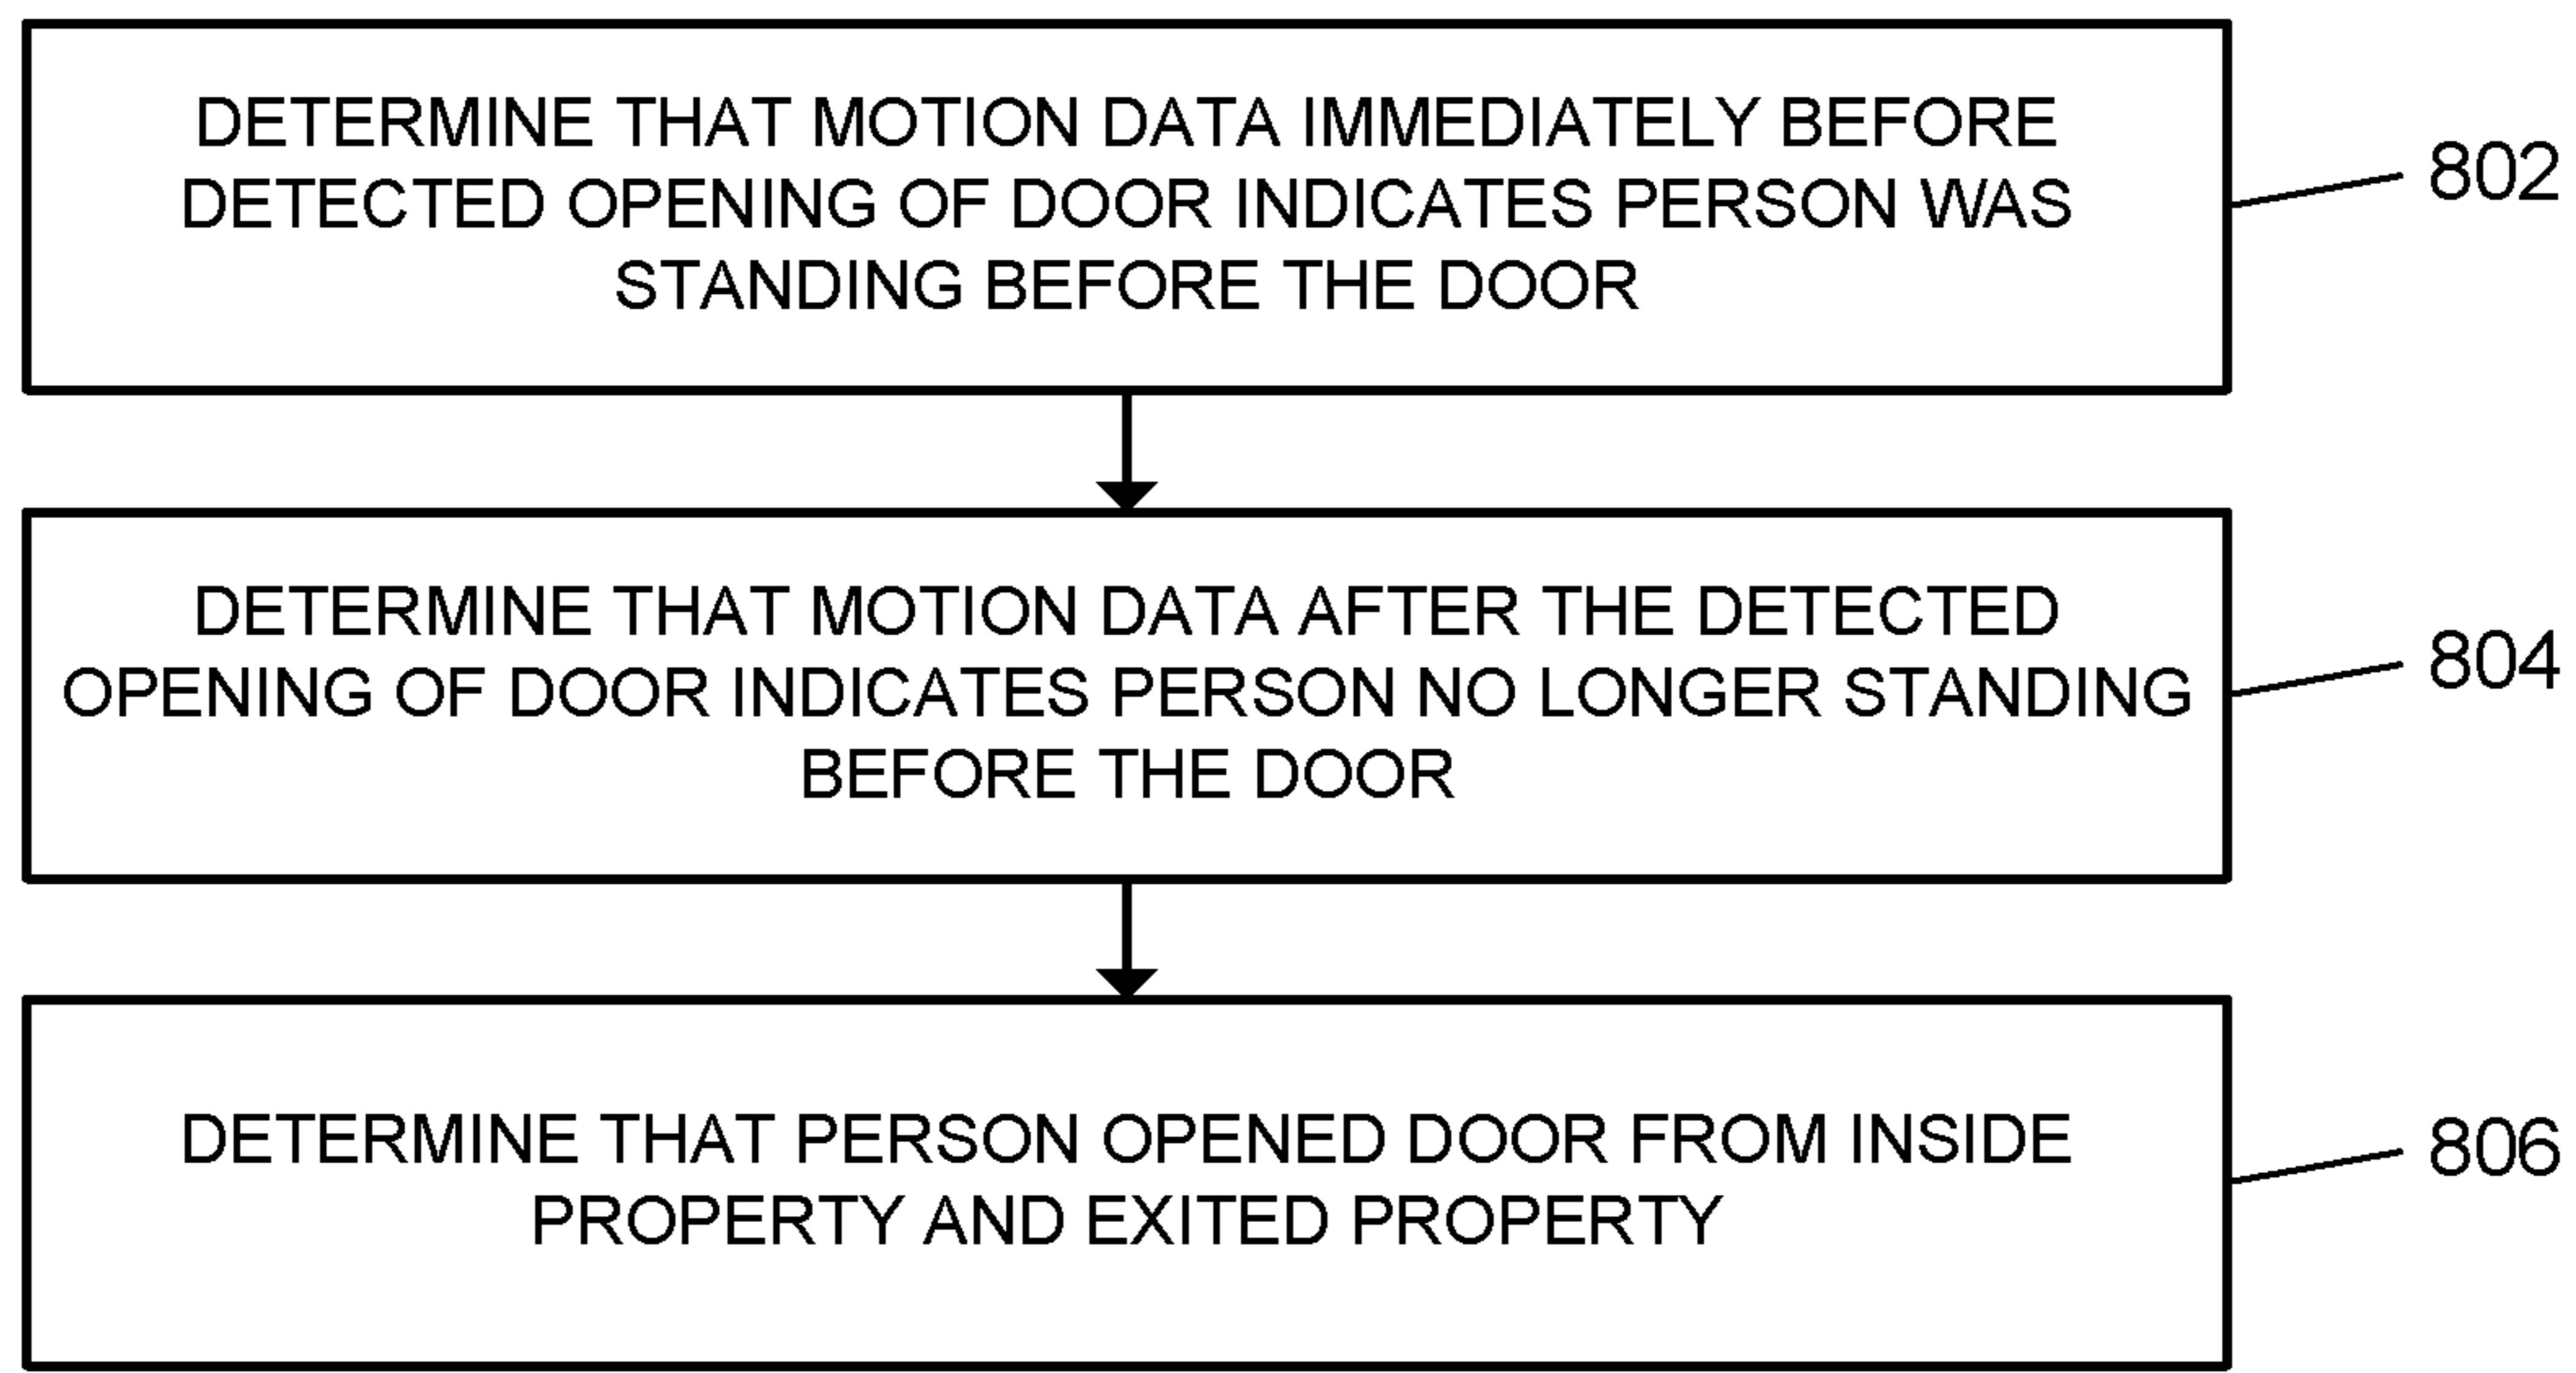 DETERMINE THAT MOTION DATA IMMEDIATELY BEFORE
DETECTED OPENING OF DOOR INDICATES PERSON WAS
STANDING BEFORE THE DOOR
802
DETERMINE THAT MOTION DATA AFTER THE DETECTED
OPENING OF DOOR INDICATES PERSON NO LONGER STANDING
BEFORE THE DOOR
804
DETERMINE THAT PERSON OPENED DOOR FROM INSIDE
PROPERTY AND EXITED PROPERTY
806